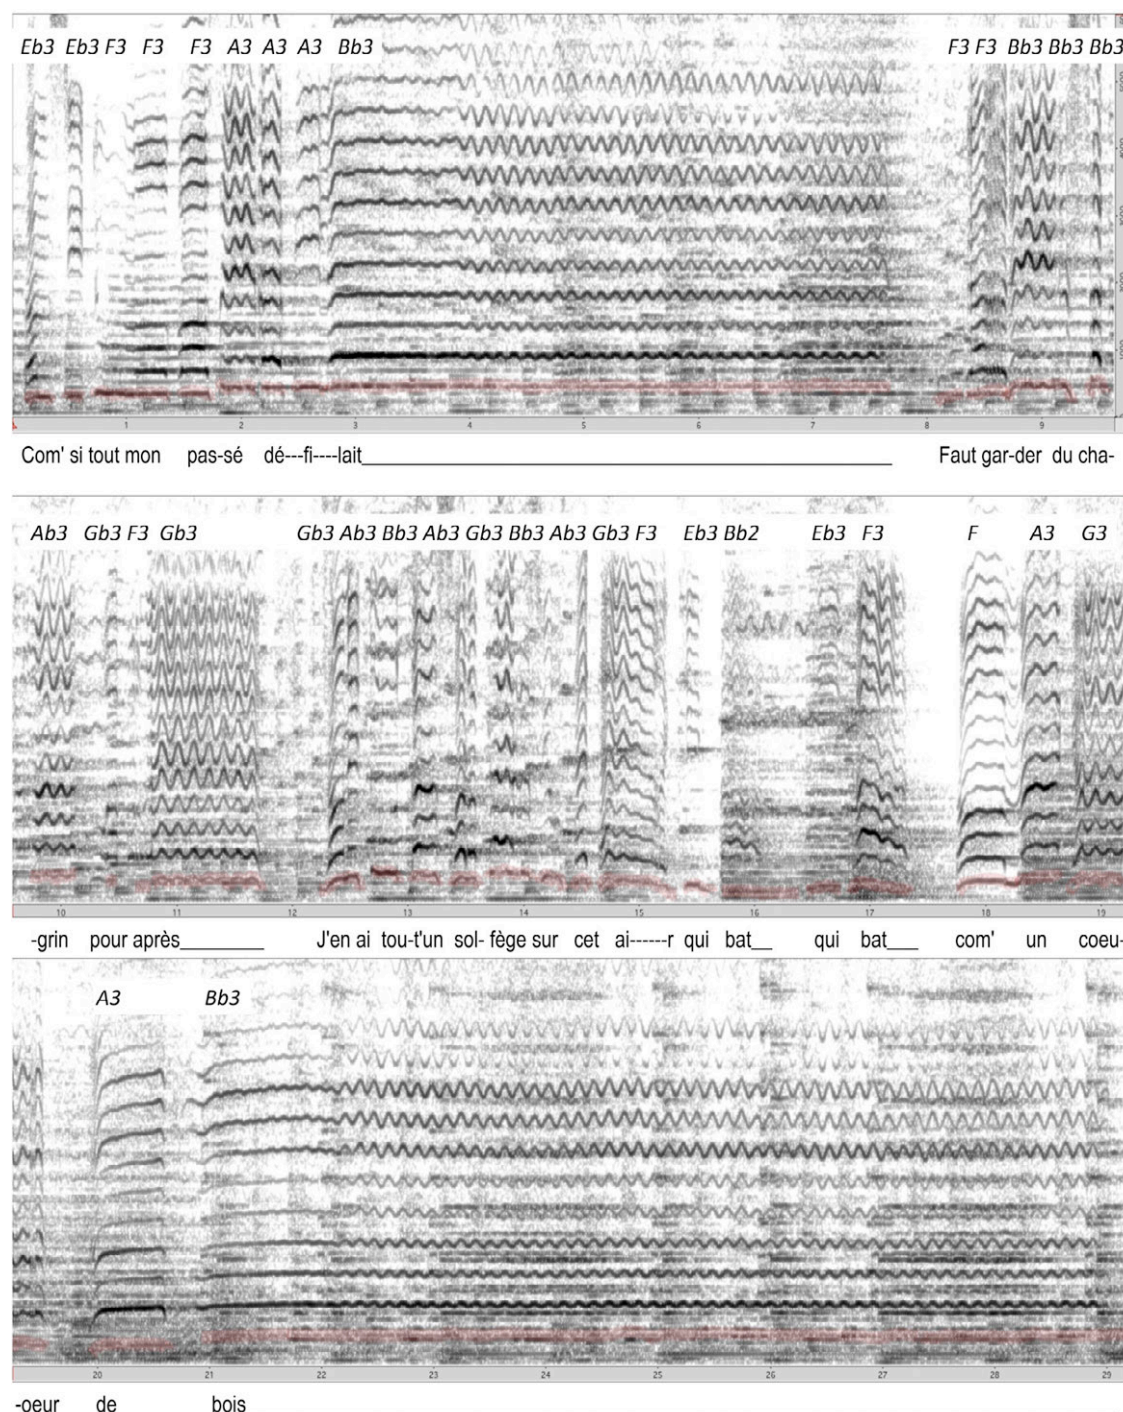 Eb3 Eb3 F3 F3 F3 A3 A3 A3 Bb3 F3 F3 Bb3 Bb3 Bb3
1 2 3 4 5 6 7 8 9
Com' si tout mon pas-sé dé---fi----lait______ Faut gar-der du cha-
Ab3 Gb3 F3 Gb3 Gb3 Ab3 Bb3 Ab3 Gb3 Bb3 Ab3 Gb3 F3 Eb3 Bb2 Eb3 F3 F A3 G3
10 11 12 13 14 15 16 17 18 19
-grin pour après________ J'en ai tou-t'un sol- fège sur cet ai------r qui bat__ qui bat___ com' un coeu-
A3 Bb3
20 21 22 23 24 25 26 27 28 29
-oeur de bois______